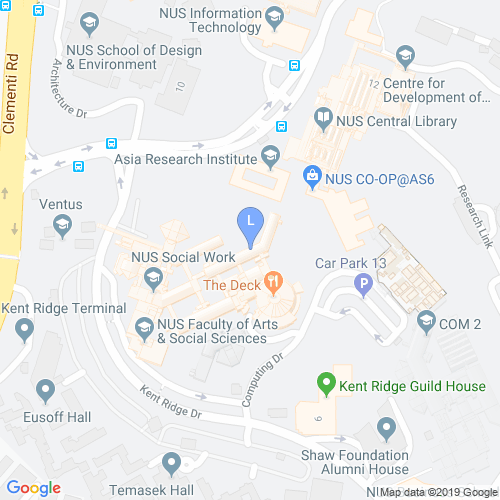 NUS Information
Technology
NUS School of Design
& Environment
Clementi Rd
Architecture Dr
10
12
Centre for
Development of...
NUS Central Library
Asia Research Institute
NUS CO-OP@AS6
Research Link
Ventus
L
NUS Social Work
Car Park 13
P
The Deck
Kent Ridge Terminal
NUS Faculty of Arts
& Social Sciences
COM 2
Computing Dr
Kent Ridge Guild House
Kent Ridge Dr
Eusoff Hall
6
Shaw Foundation
Alumni House
Temasek Hall
Google
Map data ©2019 Google